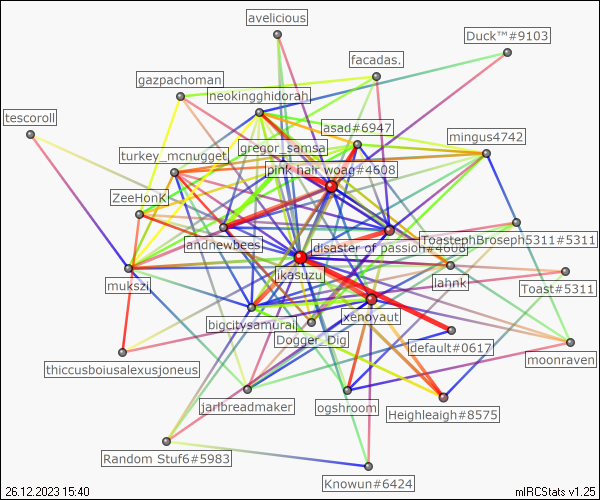 avelicious
Duck™#9103
facadas.
gazpachoman
neokingghidorah
tescoroll
asad#6947
mingus4742
gregor_samsa
turkey_mcnugget
pink hair woag#4608
ZeeHonk
landnewbees
disaster of passion#4608
ToastephBroseph5311#5311
ikasuzu
mukszi
lahnk
Toast#5311
xenovaut
bigcitysamurai
Dogger_Dig
default#0617
moonraven
thiccusboiusalexusjoneus
jarlbreadmaker
ogshroom
Heighleaigh#8575
Random Stuf6#5983
Knowun#6424
26.12.2023 15:40
mIRCStats v1.25